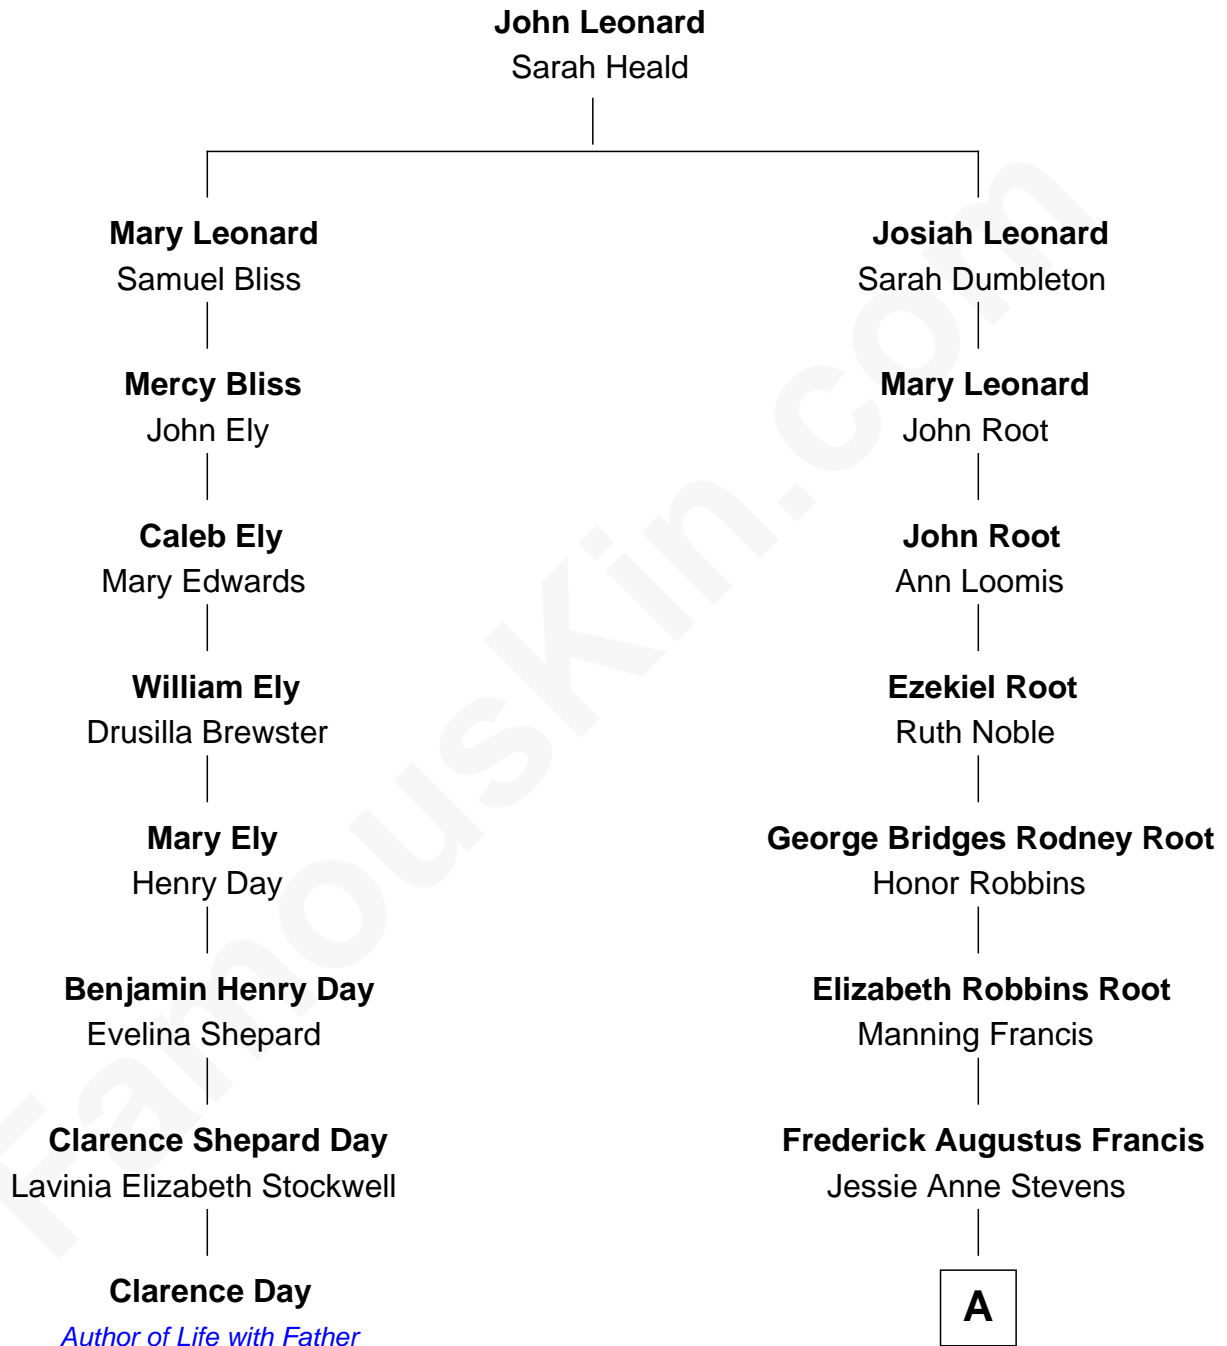 John Leonard
Sarah Heald
Mary Leonard
Samuel Bliss
Mercy Bliss
John Ely
Caleb Ely
Mary Edwards
William Ely
Drusilla Brewster
Mary Ely
Henry Day
Benjamin Henry Day
Evelina Shepard
Clarence Shepard Day
Lavinia Elizabeth Stockwell
Clarence Day
Author of Life with Father
Josiah Leonard
Sarah Dumbleton
Mary Leonard
John Root
John Root
Ann Loomis
Ezekiel Root
Ruth Noble
George Bridges Rodney Root
Honor Robbins
Elizabeth Robbins Root
Manning Francis
Frederick Augustus Francis
Jessie Anne Stevens
A
FamousKin.com